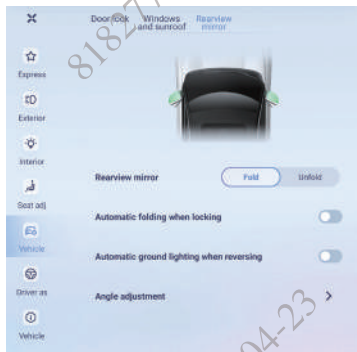 Door lock
Windows and sunroof
Rearview mirror
Express
Exterior
Interior
Seat adj
Vehicle
Driver as
Vehicle
Rearview mirror
Fold
Unfold
Automatic folding when locking
Automatic ground lighting when reversing
Angle adjustment